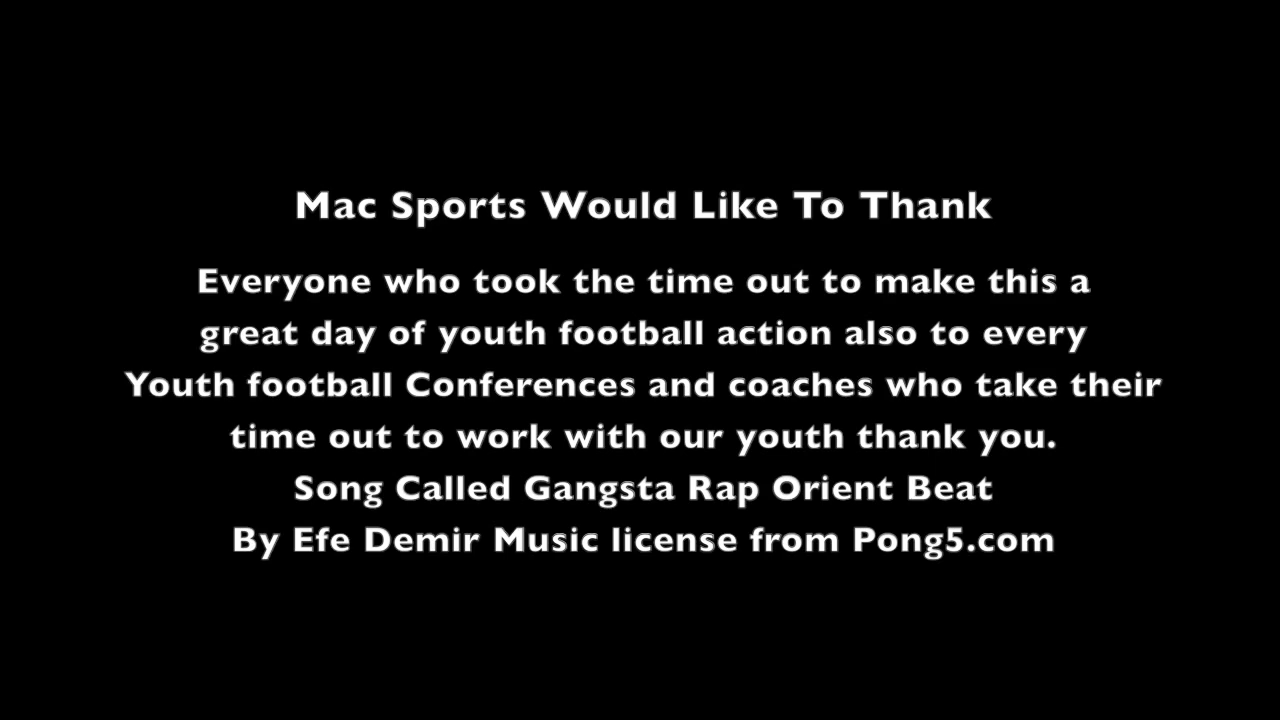 Mac Sports Would Like To Thank
Everyone who took the time out to make this a
great day of youth football action also to every
Youth football Conferences and coaches who take their
time out to work with our youth thank you.
Song Called Gangsta Rap Orient Beat
By Efe Demir Music license from Pong5.com